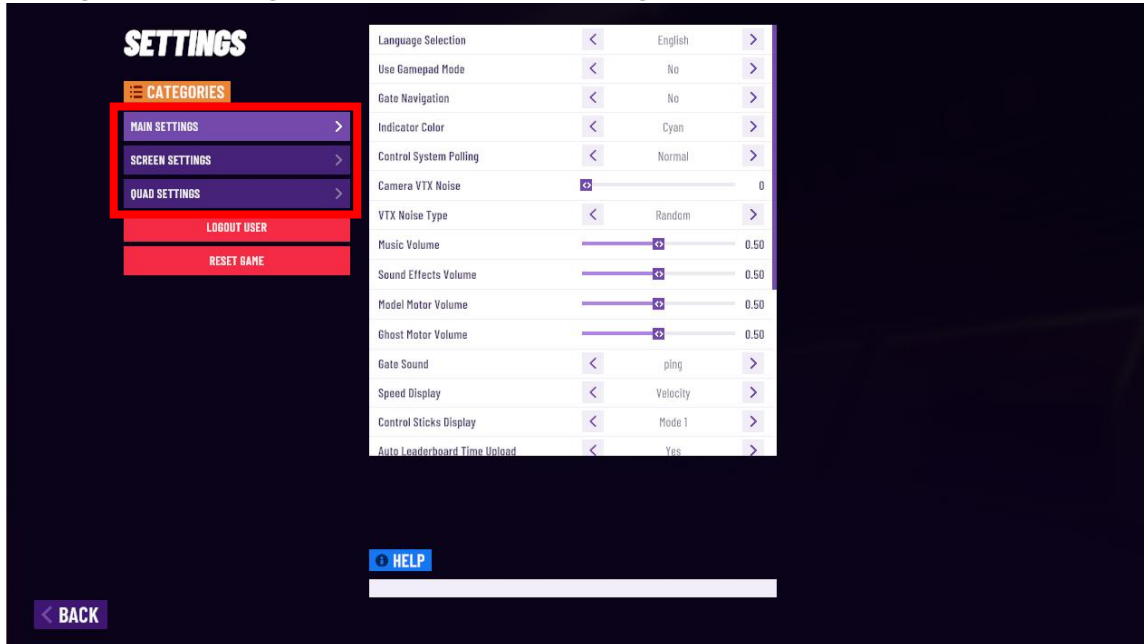 SETTINGS
CATEGORIES
MAIN SETTINGS
SCREEN SETTINGS
QUAD SETTINGS
LOGOUT USER
RESET GAME
Language Selection English
Use Gamepad Mode No
Gate Navigation No
Indicator Color Cyan
Control System Polling Normal
Camera VTX Noise 0
VTX Noise Type Random
Music Volume 0.50
Sound Effects Volume 0.50
Model Motor Volume 0.50
Ghost Motor Volume 0.50
Gate Sound ping
Speed Display Velocity
Control Sticks Display Mode 1
Auto Leaderboard Time Upload Yes
HELP
BACK